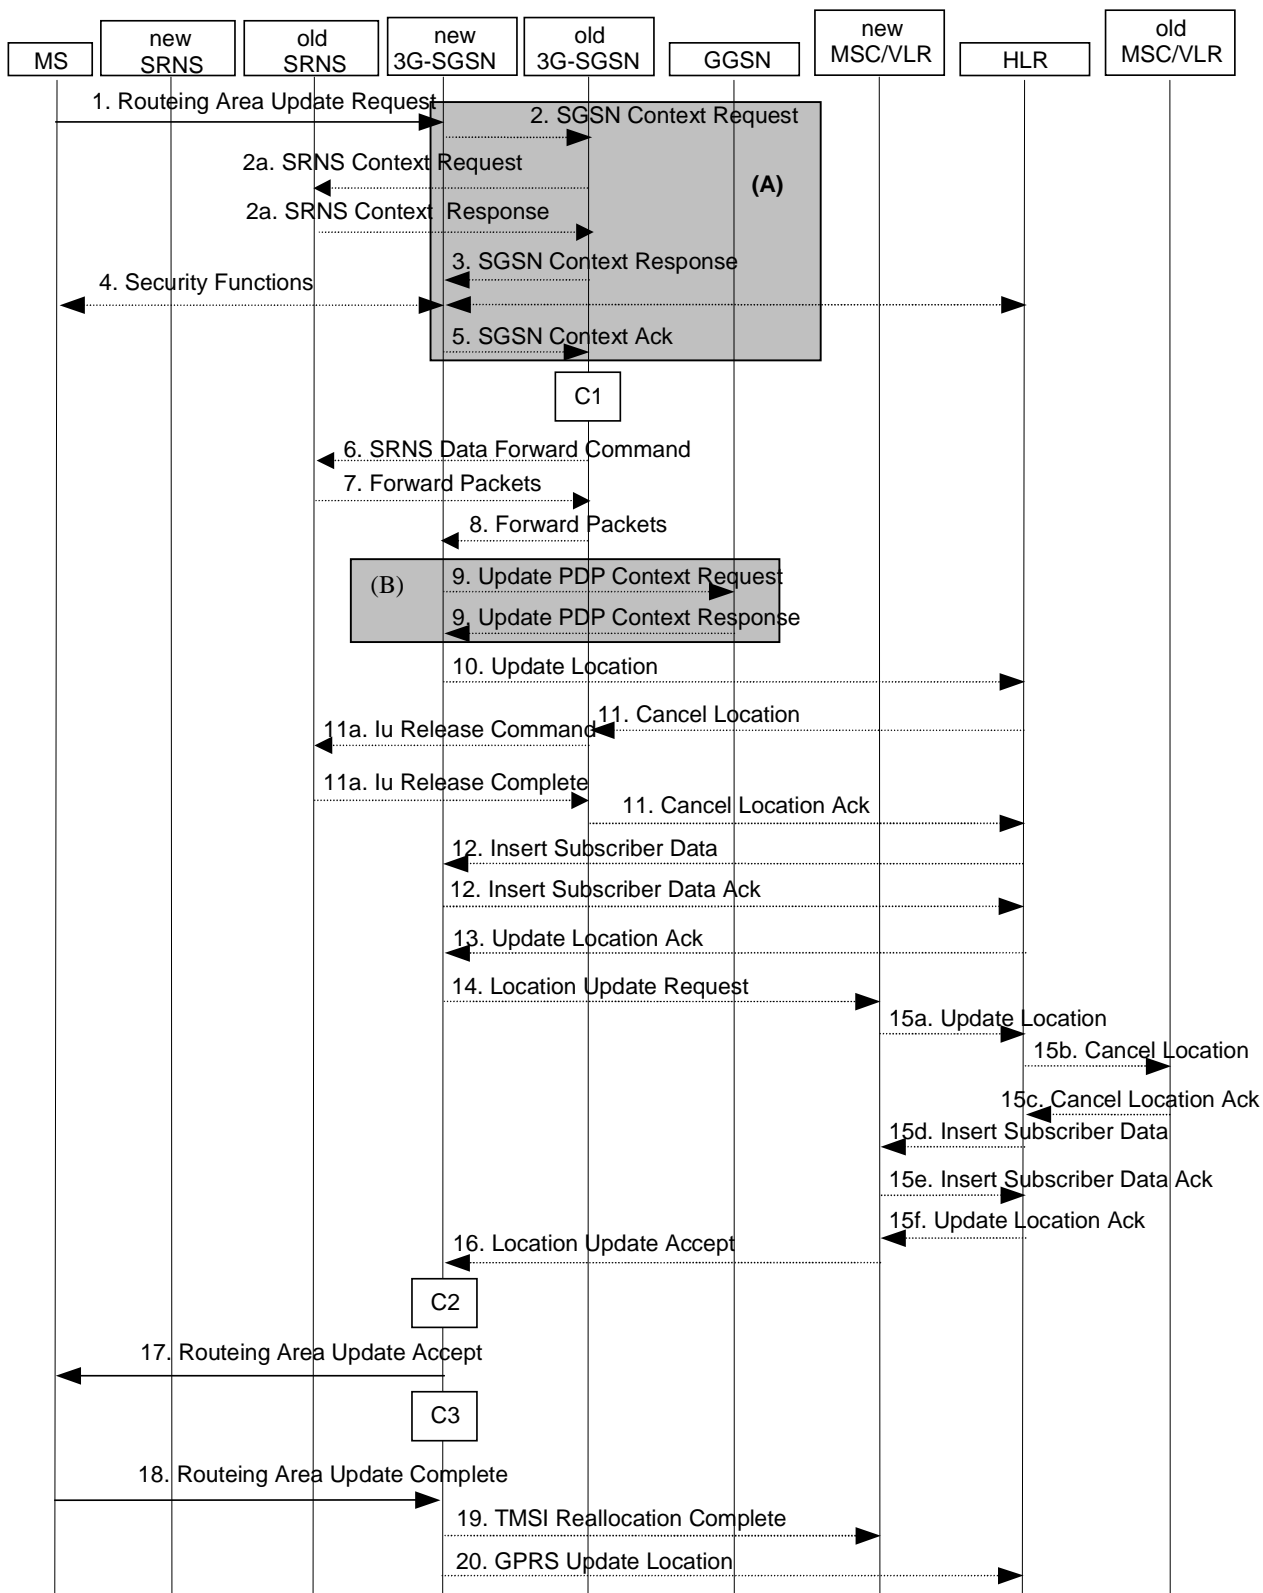 MS
new
SRNS
old
SRNS
new
3G-SGSN
old
3G-SGSN
GGSN
new
MSC/VLR
HLR
old
MSC/VLR
1. Routeing Area Update Request
2. SGSN Context Request
2a. SRNS Context Request
(A)
2a. SRNS Context Response
3. SGSN Context Response
4. Security Functions
5. SGSN Context Ack
C1
6. SRNS Data Forward Command
7. Forward Packets
8. Forward Packets
(B)
9. Update PDP Context Request
9. Update PDP Context Response
10. Update Location
11. Cancel Location
11a. Iu Release Command
11a. Iu Release Complete
11. Cancel Location Ack
12. Insert Subscriber Data
12. Insert Subscriber Data Ack
13. Update Location Ack
14. Location Update Request
15a. Update Location
15b. Cancel Location
15c. Cancel Location Ack
15d. Insert Subscriber Data
15e. Insert Subscriber Data Ack
15f. Update Location Ack
16. Location Update Accept
C2
17. Routeing Area Update Accept
C3
18. Routeing Area Update Complete
19. TMSI Reallocation Complete
20. GPRS Update Location